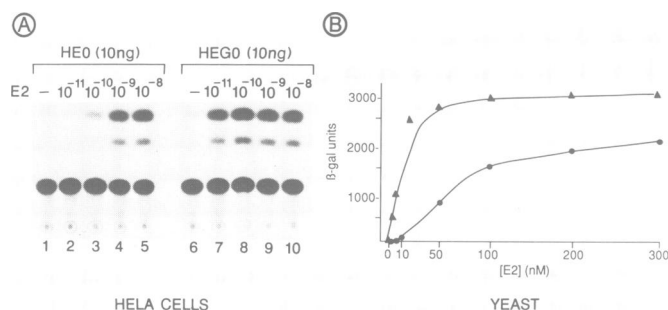 A
HE0 (10ng)
HEG0 (10ng)
E2 – 10⁻¹¹ 10⁻¹⁰ 10⁻⁹ 10⁻⁸ – 10⁻¹¹ 10⁻¹⁰ 10⁻⁹ 10⁻⁸
1 2 3 4 5 6 7 8 9 10
HELA CELLS
B
3000
2000
1000
ß-gal units
0 10 50 100 200 300
[E2] (nM)
YEAST